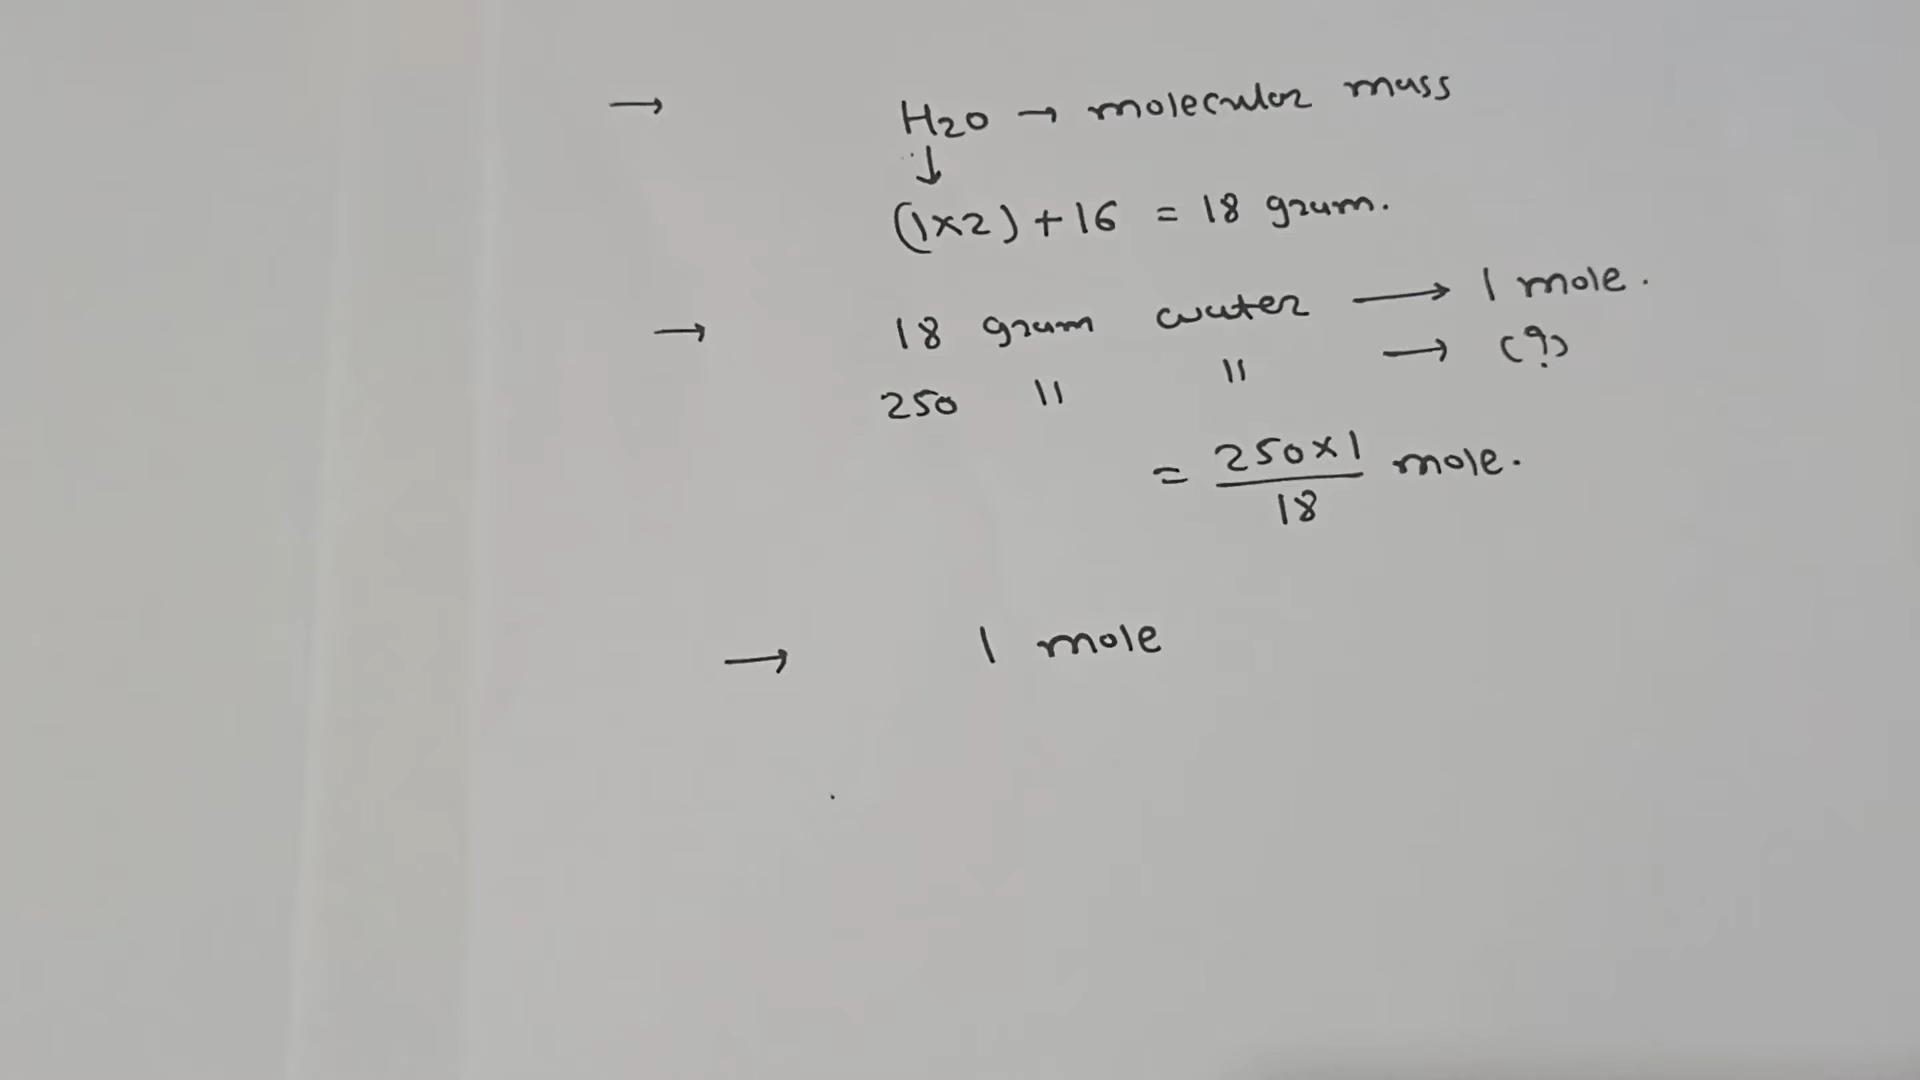 → H2O → molecular mass
↓
(1×2) + 16 = 18 gram.
→ 18 gram water → 1 mole.
250 " " → (?)
= 250×1/18 mole.
→ 1 mole